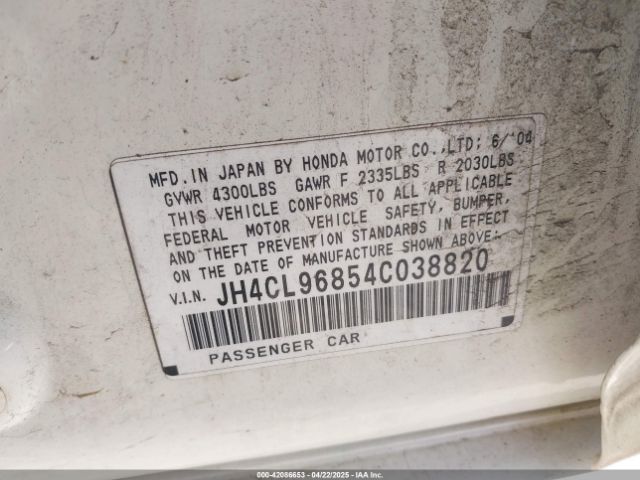 MFD. IN JAPAN BY HONDA MOTOR CO., LTD; 6/'04
GVWR 4300LBS GAWR F 2335LBS R 2030LBS
THIS VEHICLE CONFORMS TO ALL APPLICABLE
FEDERAL MOTOR VEHICLE SAFETY, BUMPER,
AND THEFT PREVENTION STANDARDS IN EFFECT
ON THE DATE OF MANUFACTURE SHOWN ABOVE.
V.I.N. JH4CL96854C038820
PASSENGER CAR
000-42086653 04/22/2025 IAA Inc.